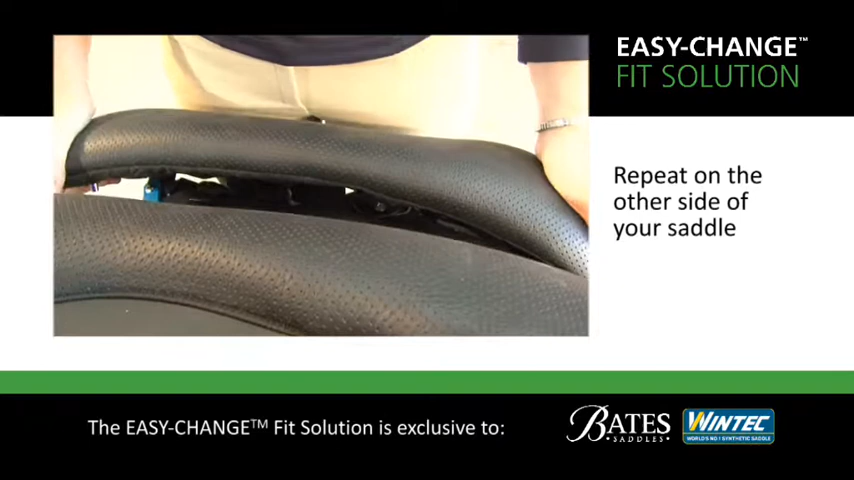 EASY-CHANGE™
FIT SOLUTION
Repeat on the
other side of
your saddle
The EASY-CHANGE™ Fit Solution is exclusive to:
BATES
•SADDLES•
WINTEC
WORLD'S NO.1 SYNTHETIC SADDLE